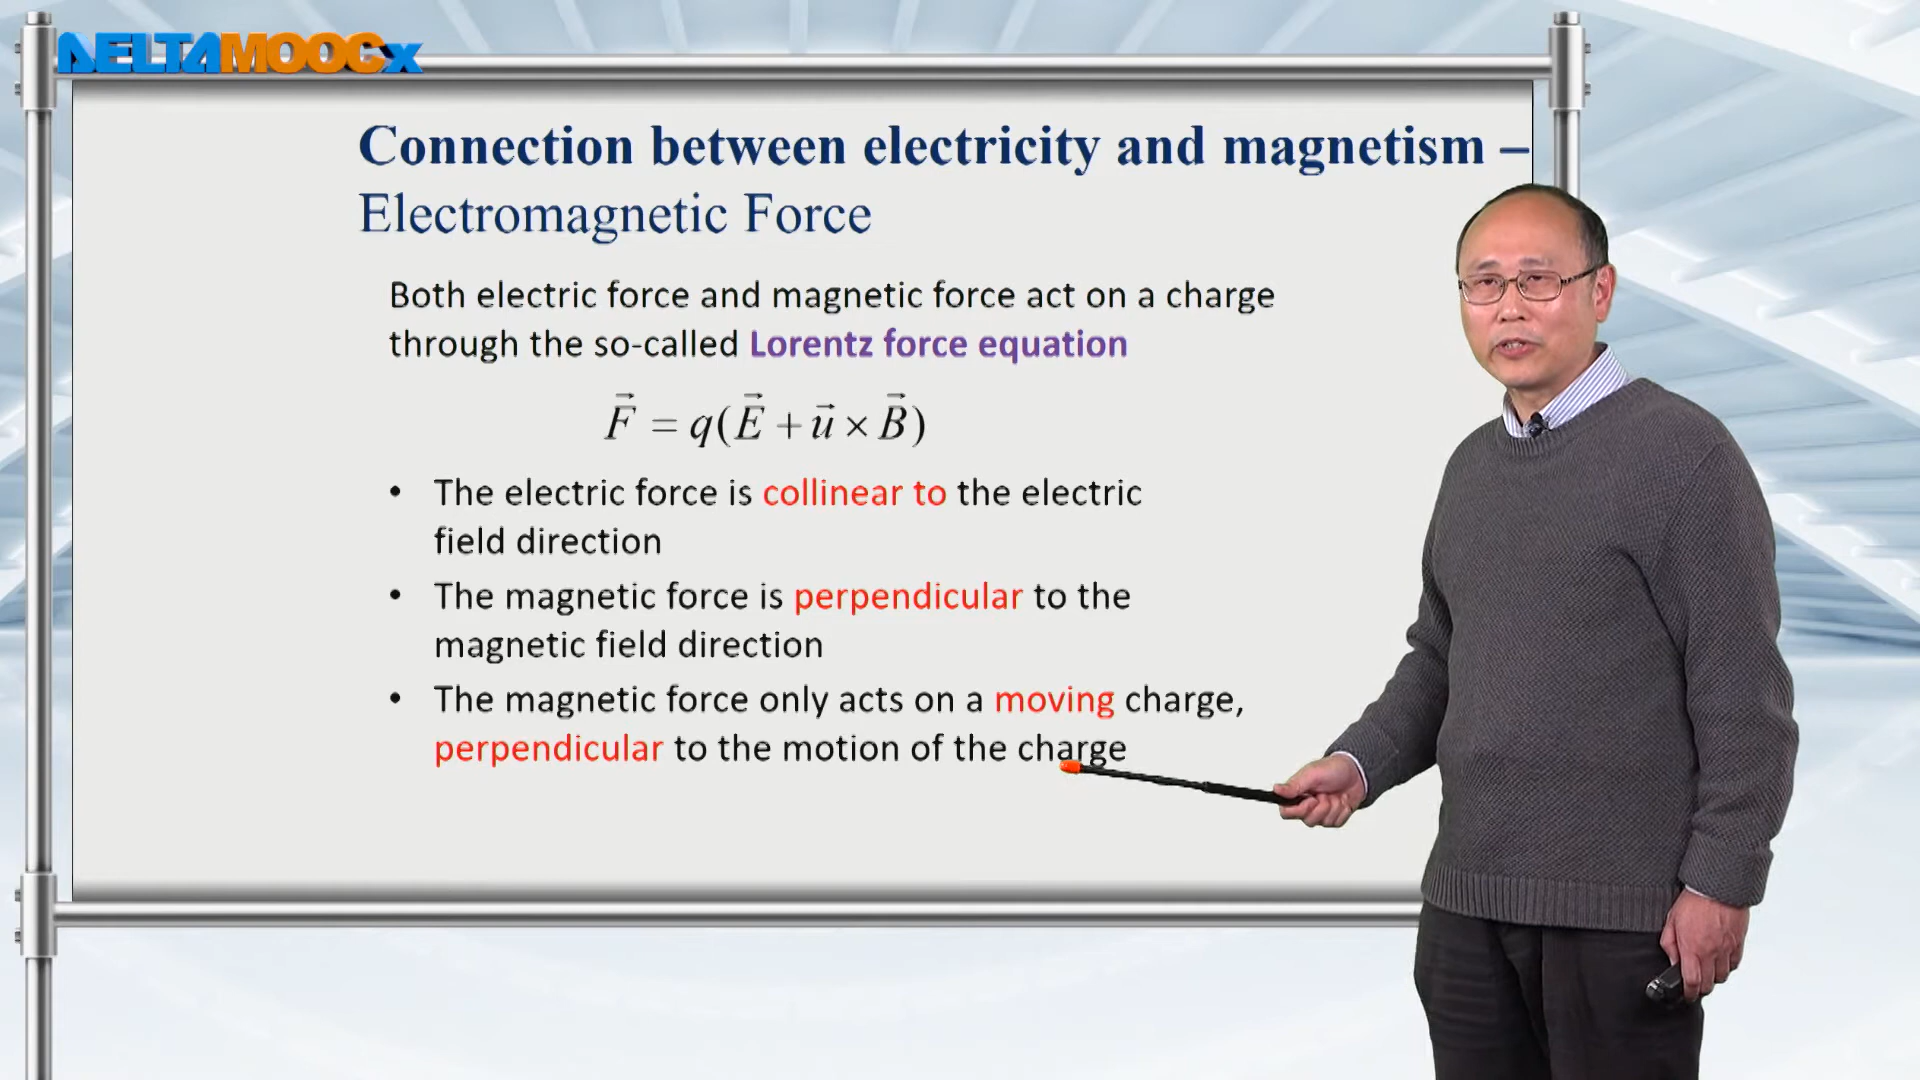 DELTAMOOCx
Connection between electricity and magnetism –
Electromagnetic Force
Both electric force and magnetic force act on a charge
through the so-called Lorentz force equation
F⃗ = q(E⃗ + u⃗ × B⃗)
• The electric force is collinear to the electric
field direction
• The magnetic force is perpendicular to the
magnetic field direction
• The magnetic force only acts on a moving charge,
perpendicular to the motion of the charge